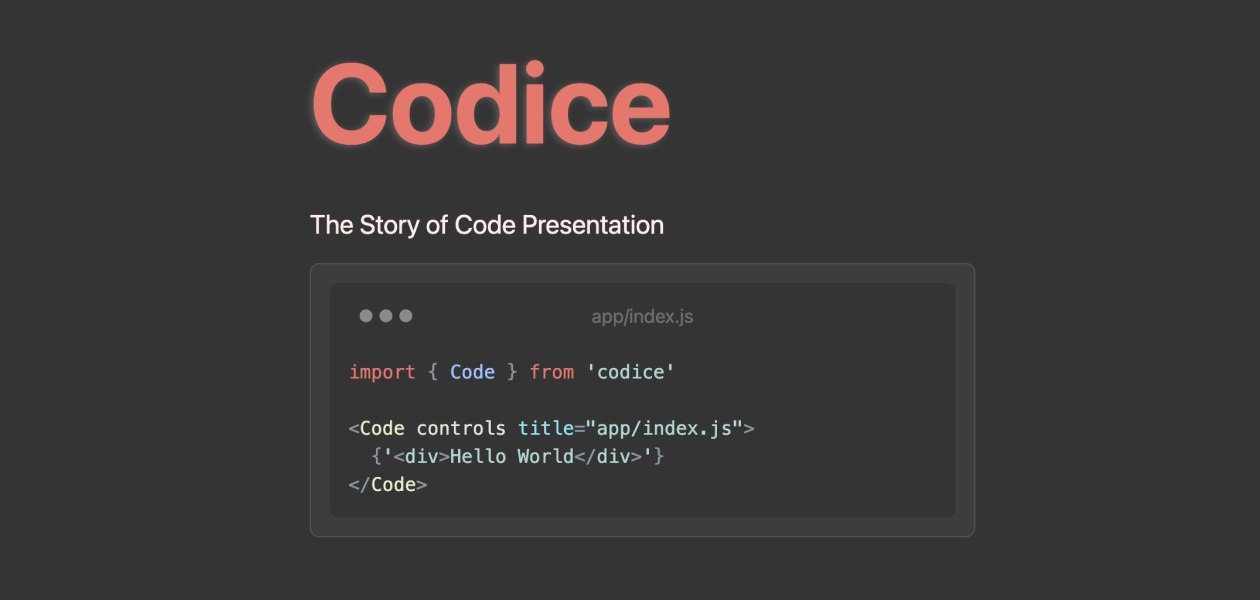 Codice
The Story of Code Presentation
app/index.js
import { Code } from 'codice'
<Code controls title="app/index.js">
{'<div>Hello World</div>'}
</Code>